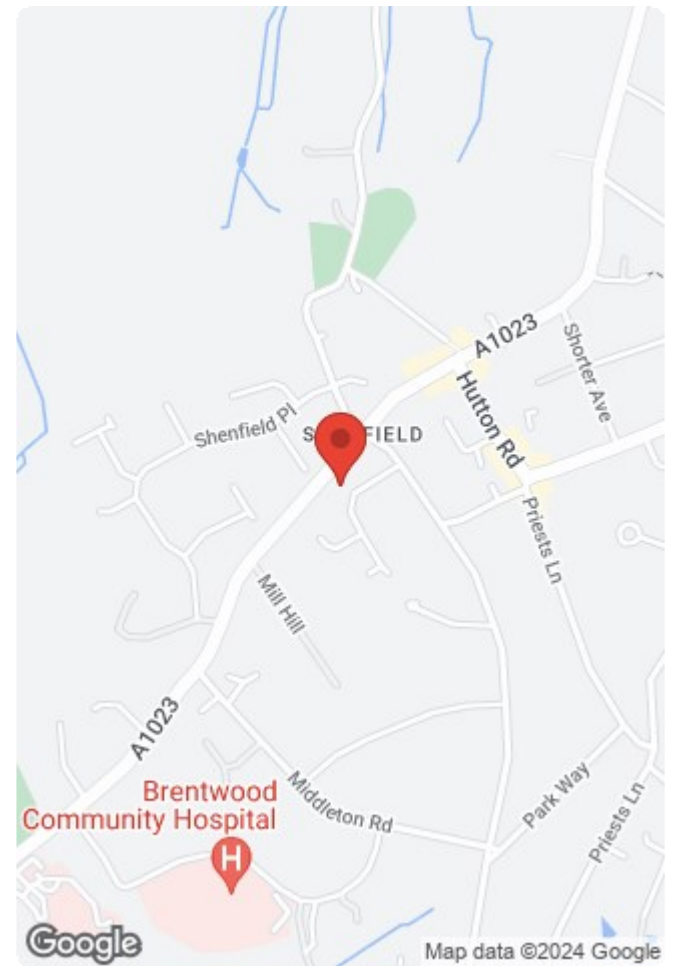 A1023
Shorter Ave
Hutton Rd
Shenfield Pl
FIELD
Priests Ln
Mill Hill
A1023
Middleton Rd
Park Way
Priests Ln
Brentwood
Community Hospital
H
Google
Map data ©2024 Google